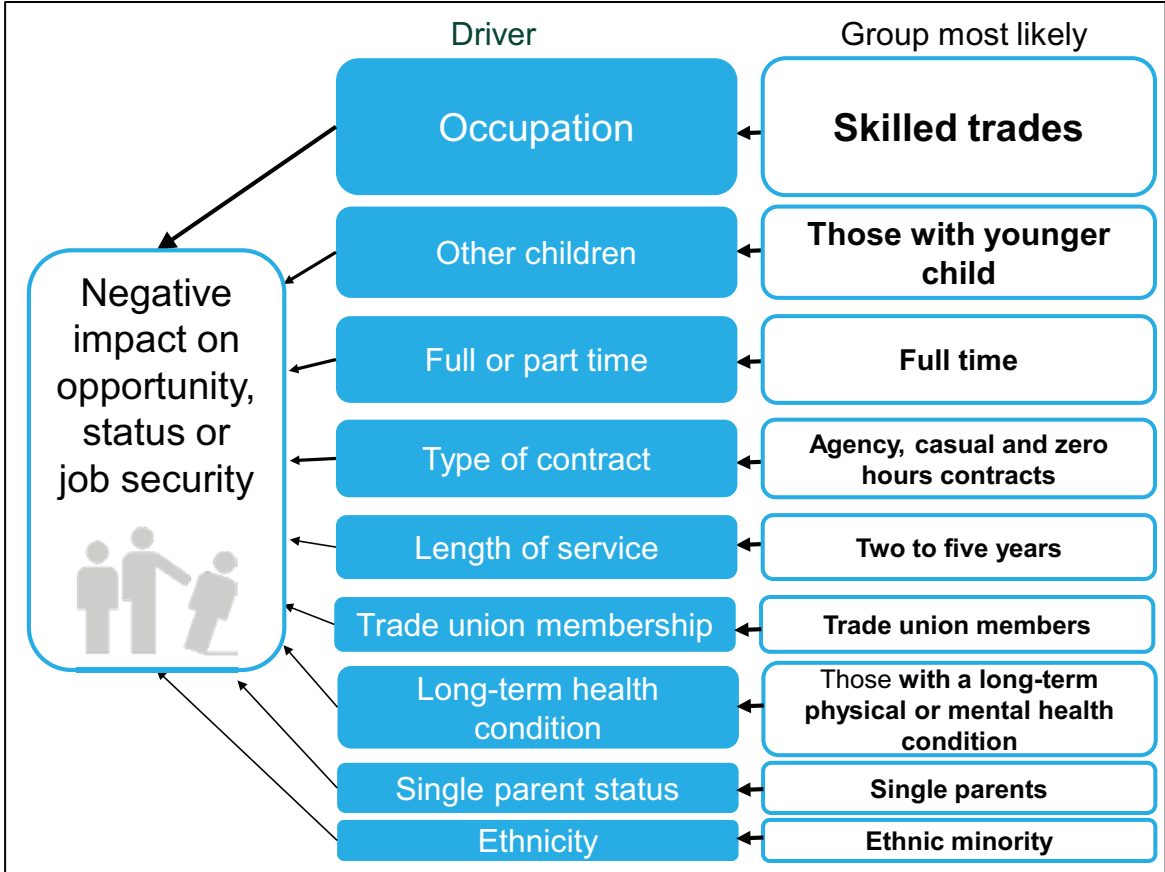 Driver
Group most likely
Occupation
Skilled trades
Other children
Those with younger
child
Full or part time
Full time
Negative
impact on
opportunity,
status or
job security
Type of contract
Agency, casual and zero
hours contracts
Length of service
Two to five years
Trade union membership
Trade union members
Long-term health
condition
Those with a long-term
physical or mental health
condition
Single parent status
Single parents
Ethnicity
Ethnic minority